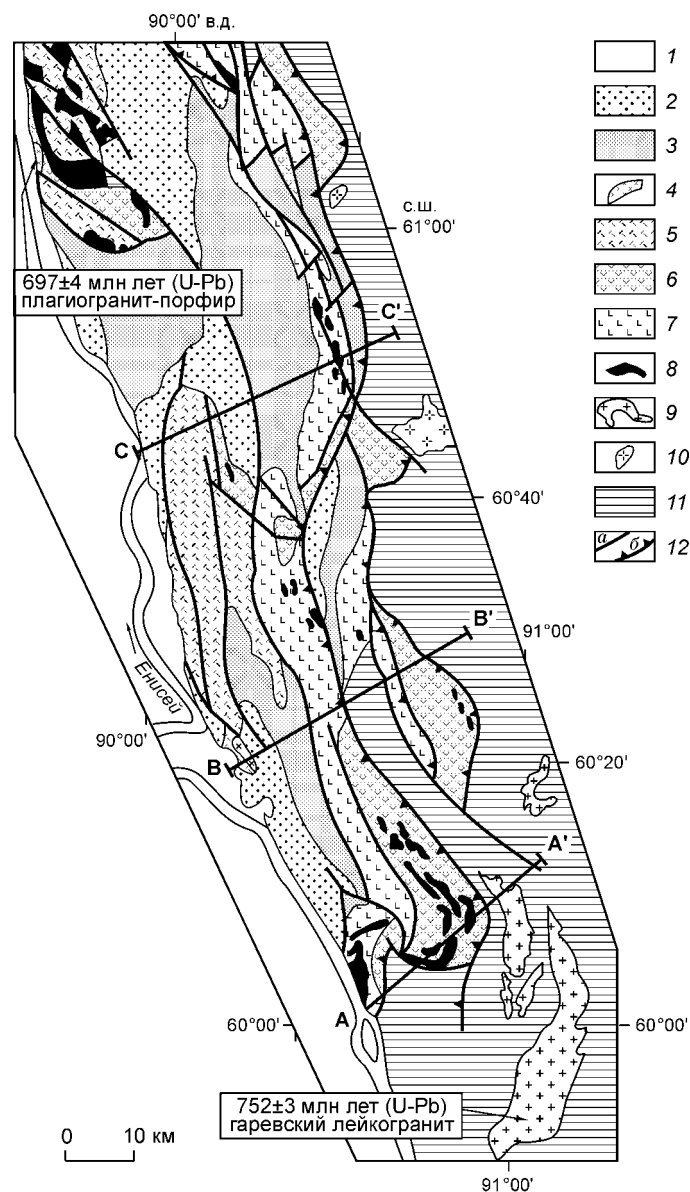 90°00' в.д.
1
2
3
4
5
6
7
8
9
10
11
а
б
12
с.ш.
61°00'
697±4 млн лет (U-Pb)
плагиогранит-порфир
C'
C
60°40'
B'
91°00'
Енисей
90°00'
B
60°20'
A'
A
60°00'
60°00'
752±3 млн лет (U-Pb)
гаревский лейкогранит
0 10 км
91°00'